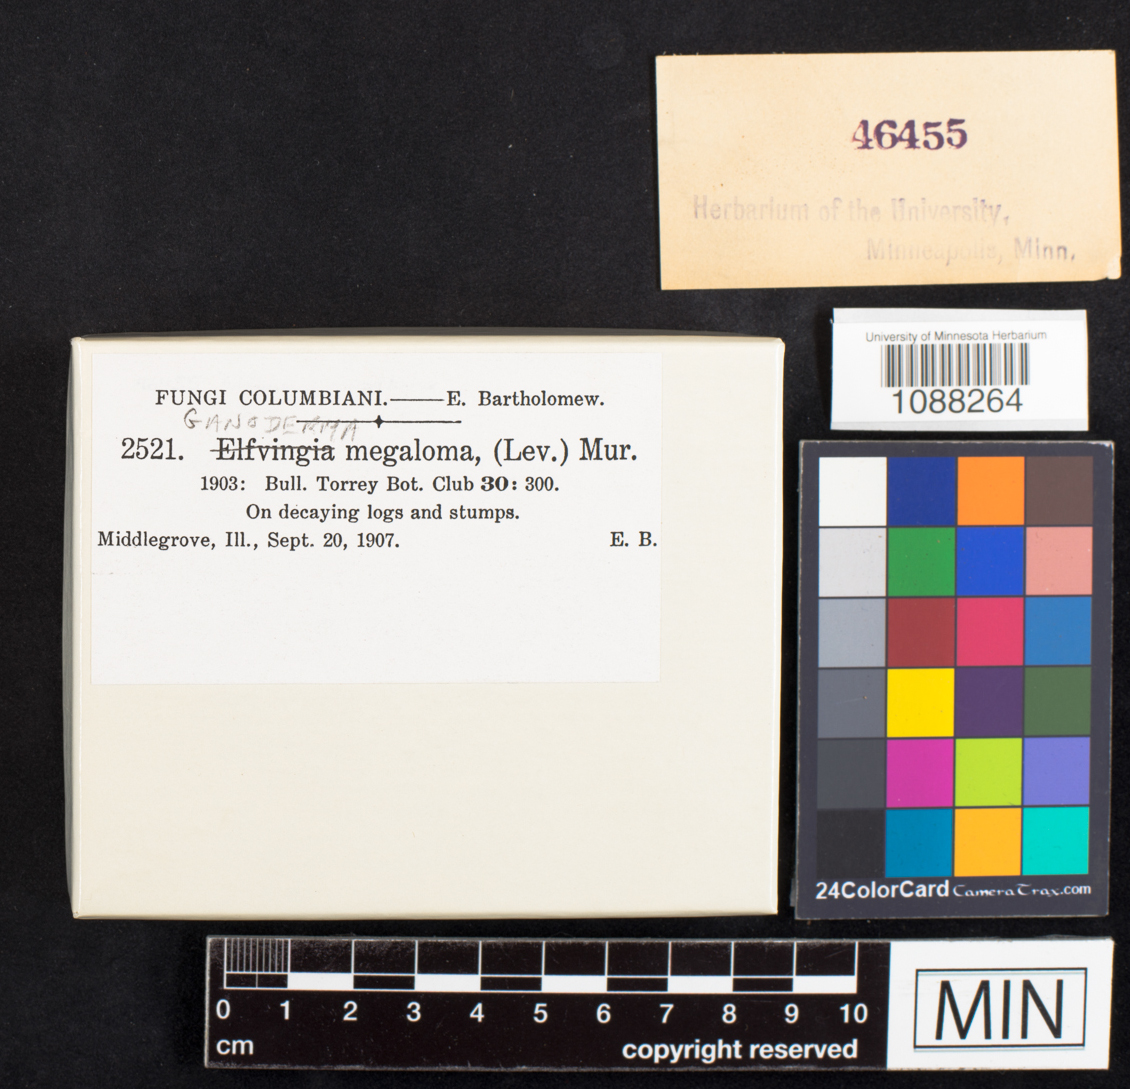 46455
Herbarium of the University,
Minneapolis, Minn.
University of Minnesota Herbarium
1088264
FUNGI COLUMBIANI.——E. Bartholomew.
GANODERMA
2521. Elfvingia megaloma, (Lev.) Mur.
1903: Bull. Torrey Bot. Club 30: 300.
On decaying logs and stumps.
Middlegrove, Ill., Sept. 20, 1907. E. B.
24ColorCard CameraTrax.com
0 1 2 3 4 5 6 7 8 9 10
cm copyright reserved
MIN